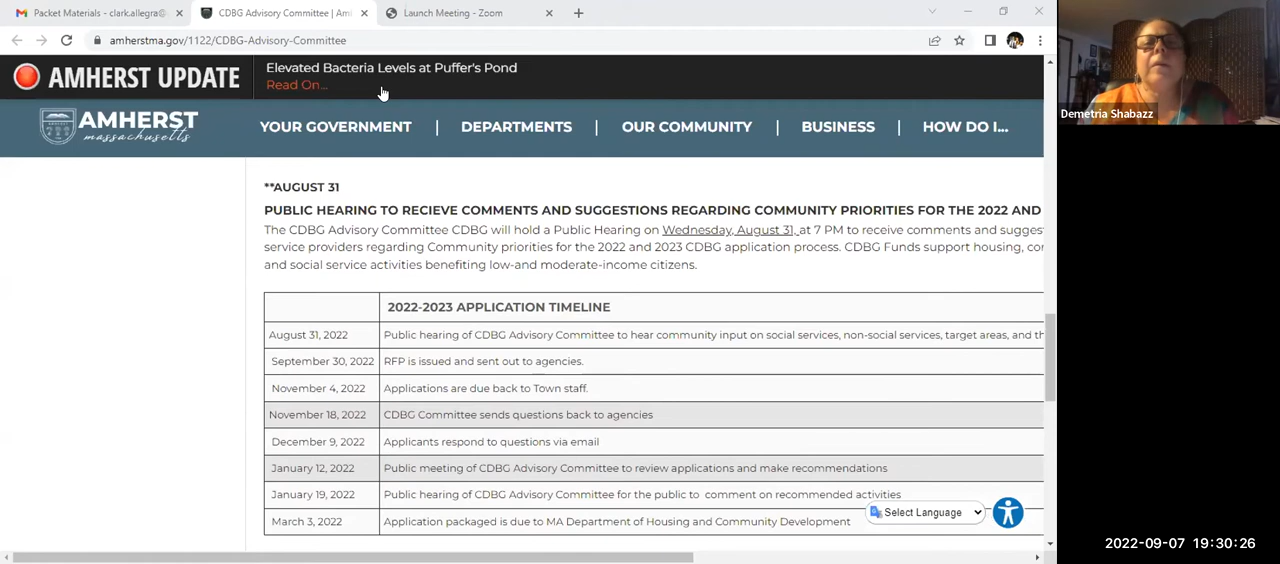 Packet Materials - clark.allegra@
CDBG Advisory Committee | Am
Launch Meeting - Zoom
amherstma.gov/1122/CDBG-Advisory-Committee
AMHERST UPDATE
Elevated Bacteria Levels at Puffer's Pond
Read On...
AMHERST
massachusetts
YOUR GOVERNMENT | DEPARTMENTS | OUR COMMUNITY | BUSINESS | HOW DO I...
Demetria Shabazz
**AUGUST 31
PUBLIC HEARING TO RECIEVE COMMENTS AND SUGGESTIONS REGARDING COMMUNITY PRIORITIES FOR THE 2022 AND
The CDBG Advisory Committee CDBG will hold a Public Hearing on Wednesday, August 31, at 7 PM to receive comments and sugges
service providers regarding Community priorities for the 2022 and 2023 CDBG application process. CDBG Funds support housing, cor
and social service activities benefiting low-and moderate-income citizens.
2022-2023 APPLICATION TIMELINE
August 31, 2022 Public hearing of CDBG Advisory Committee to hear community input on social services, non-social services, target areas, and th
September 30, 2022 RFP is issued and sent out to agencies.
November 4, 2022 Applications are due back to Town staff.
November 18, 2022 CDBG Committee sends questions back to agencies
December 9, 2022 Applicants respond to questions via email
January 12, 2022 Public meeting of CDBG Advisory Committee to review applications and make recommendations
January 19, 2022 Public hearing of CDBG Advisory Committee for the public to comment on recommended activities
Select Language
March 3, 2022 Application packaged is due to MA Department of Housing and Community Development
2022-09-07 19:30:26